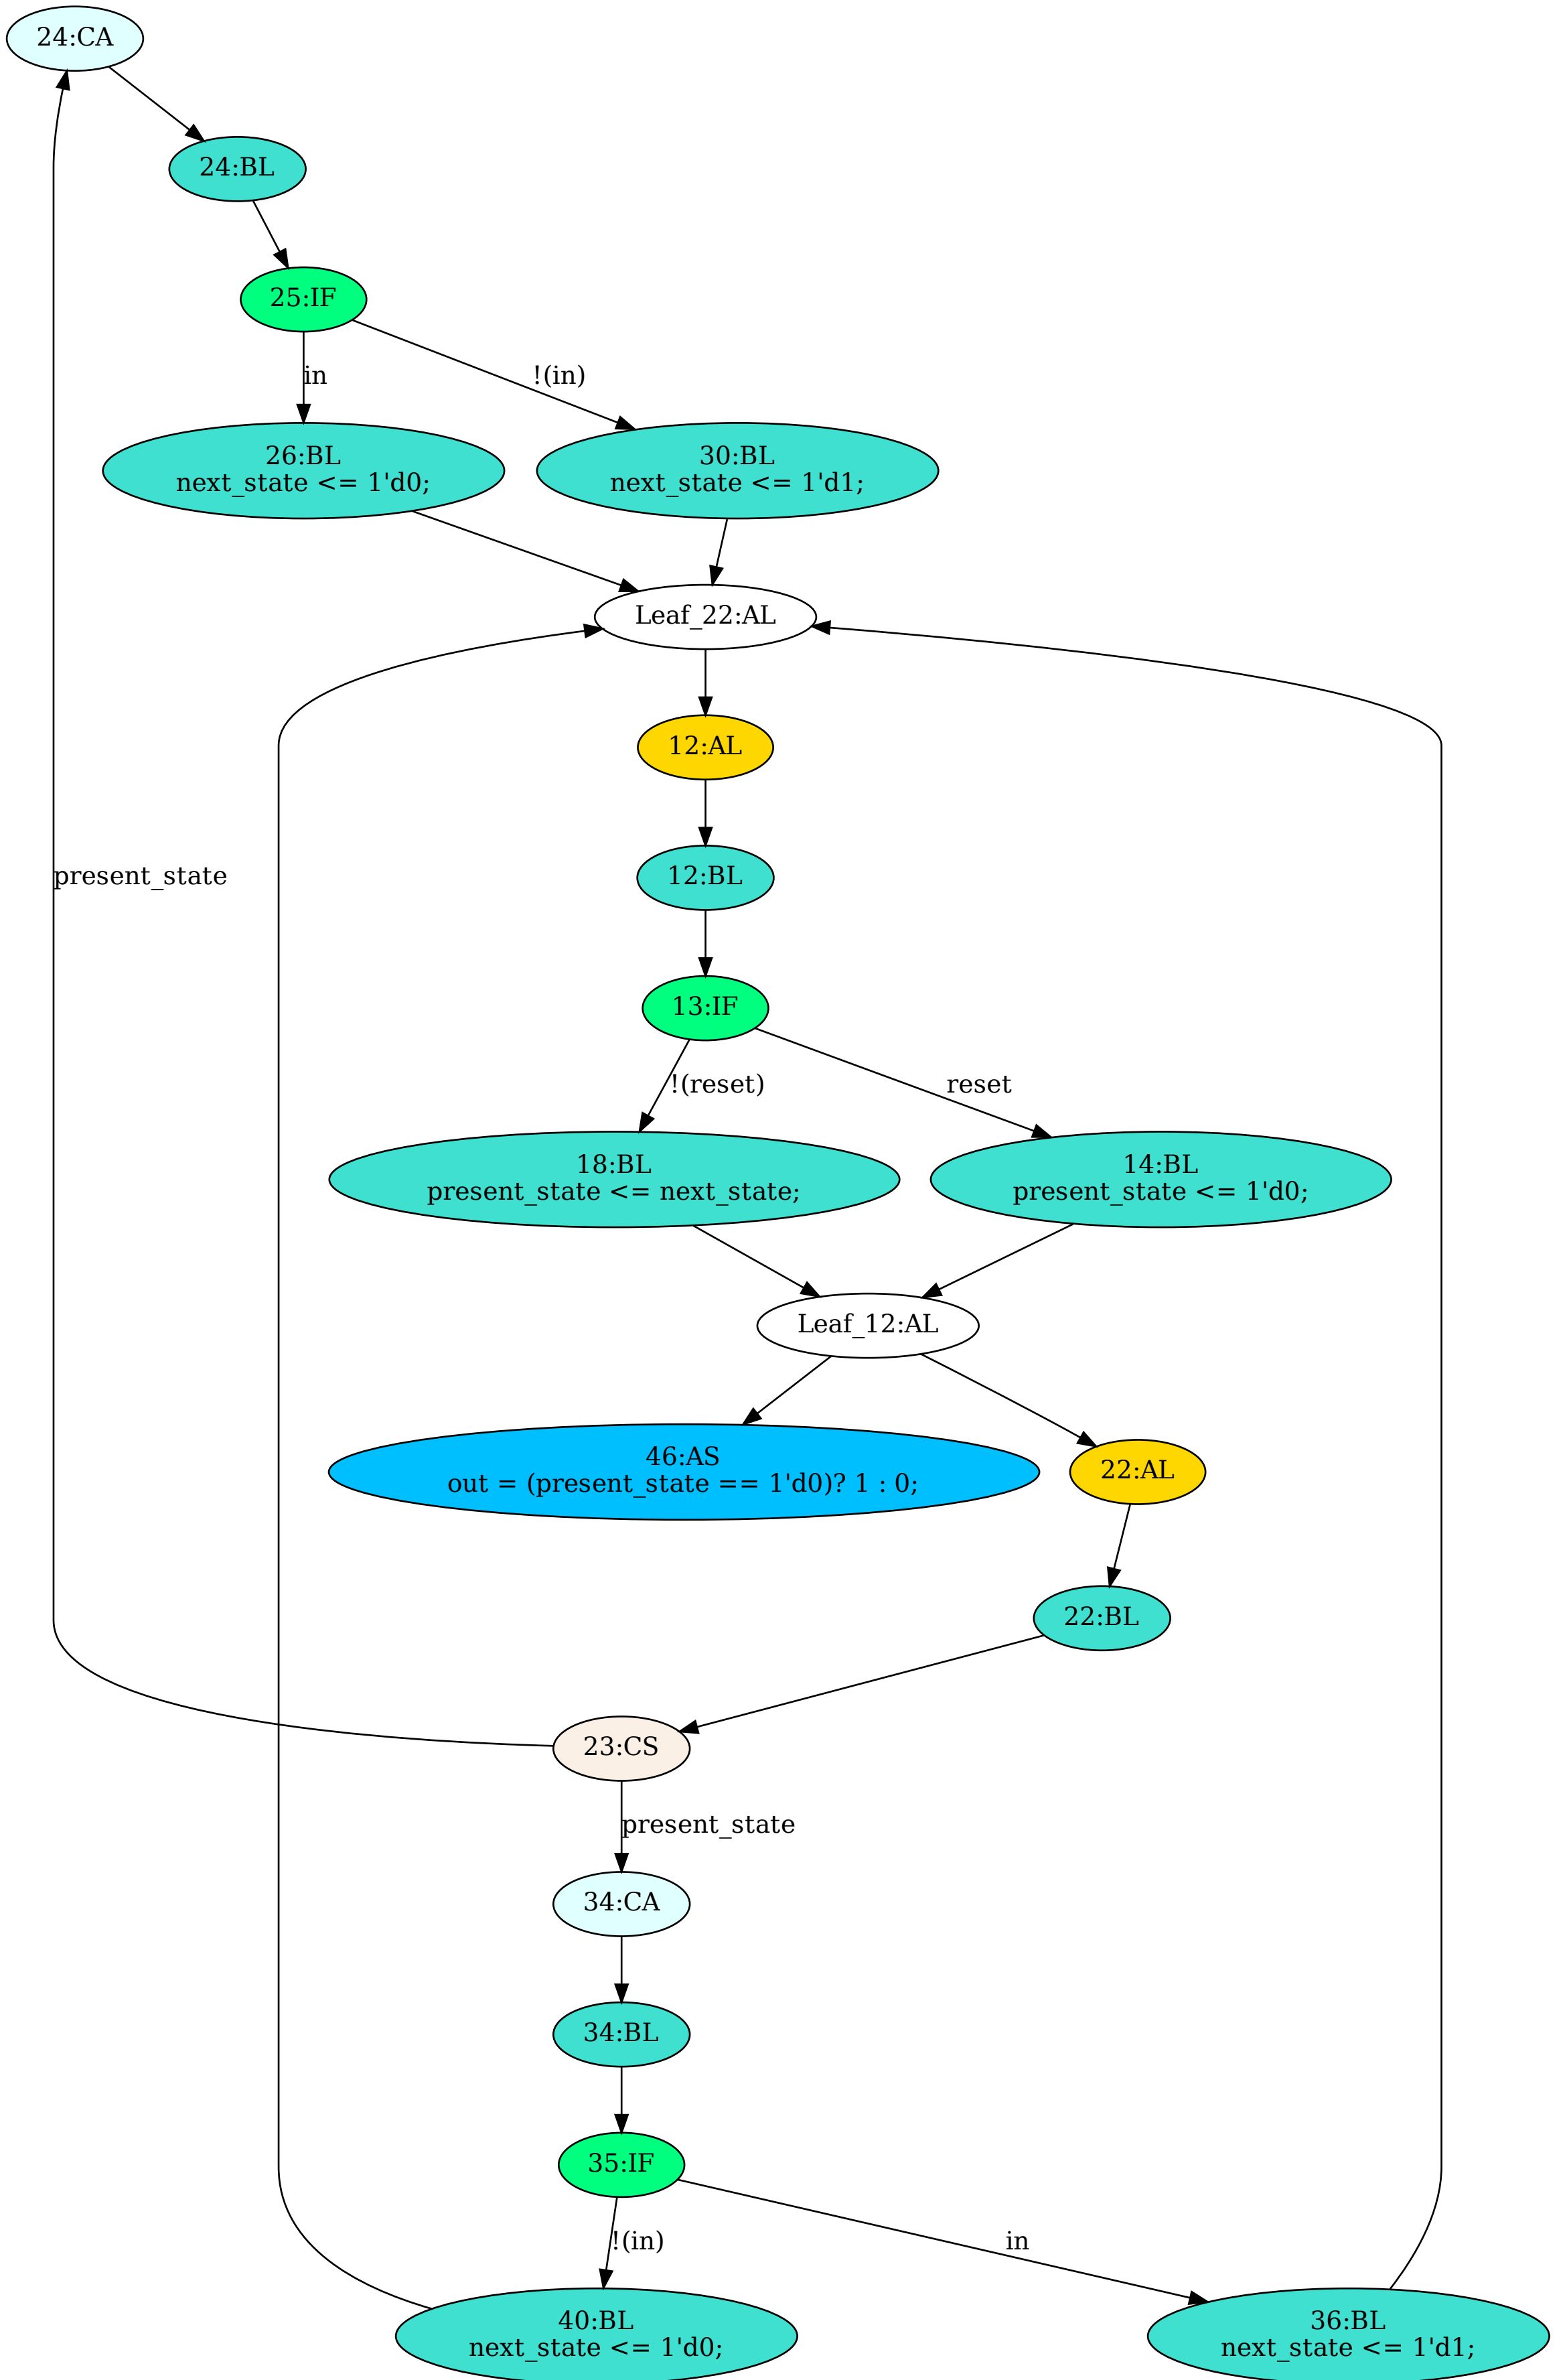 24:CA
24:BL
25:IF
in
!(in)
26:BL
next_state <= 1'd0;
30:BL
next_state <= 1'd1;
Leaf_22:AL
12:AL
present_state
12:BL
13:IF
!(reset)
reset
18:BL
present_state <= next_state;
14:BL
present_state <= 1'd0;
Leaf_12:AL
46:AS
out = (present_state == 1'd0)? 1 : 0;
22:AL
22:BL
23:CS
present_state
34:CA
34:BL
35:IF
!(in)
in
40:BL
next_state <= 1'd0;
36:BL
next_state <= 1'd1;